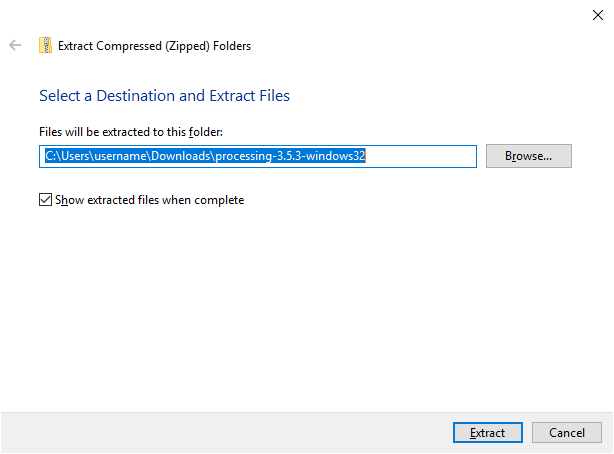 Extract Compressed (Zipped) Folders
Select a Destination and Extract Files
Files will be extracted to this folder:
C:\Users\username\Downloads\processing-3.5.3-windows32
Browse...
Show extracted files when complete
Extract
Cancel